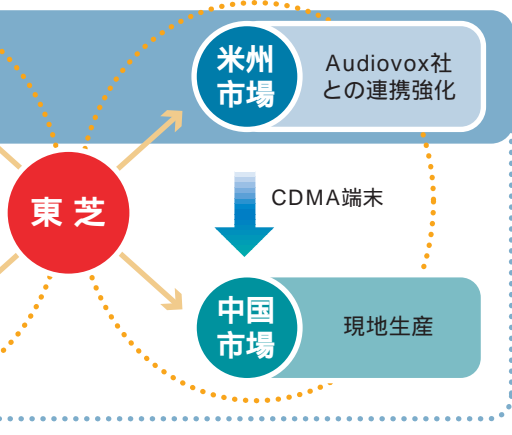 米州
市場
Audiovox社
との連携強化
東芝
CDMA端末
中国
市場
現地生産